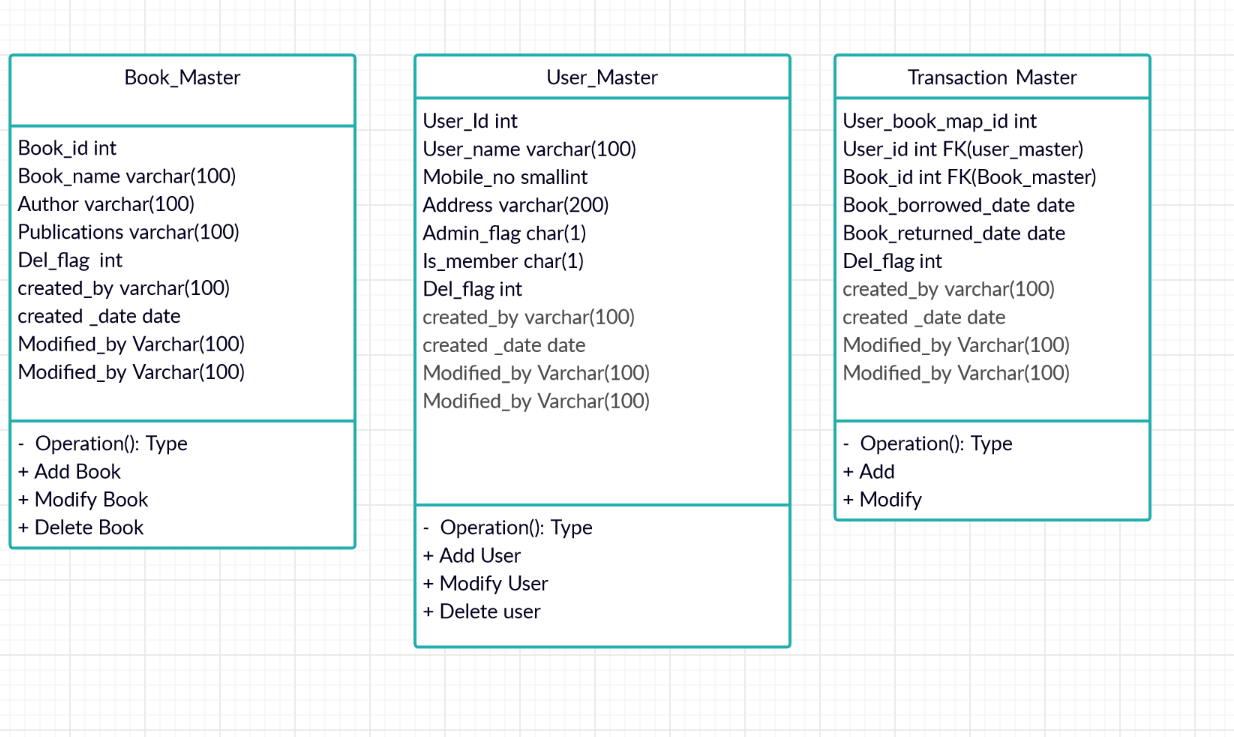 Book_Master
Book_id int
Book_name varchar(100)
Author varchar(100)
Publications varchar(100)
Del_flag  int
created_by varchar(100)
created _date date
Modified_by Varchar(100)
Modified_by Varchar(100)
-  Operation(): Type
+ Add Book
+ Modify Book
+ Delete Book
User_Master
User_Id int
User_name varchar(100)
Mobile_no smallint
Address varchar(200)
Admin_flag char(1)
Is_member char(1)
Del_flag int
created_by varchar(100)
created _date date
Modified_by Varchar(100)
Modified_by Varchar(100)
-  Operation(): Type
+ Add User
+ Modify User
+ Delete user
Transaction Master
User_book_map_id int
User_id int FK(user_master)
Book_id int FK(Book_master)
Book_borrowed_date date
Book_returned_date date
Del_flag int
created_by varchar(100)
created _date date
Modified_by Varchar(100)
Modified_by Varchar(100)
-  Operation(): Type
+ Add
+ Modify